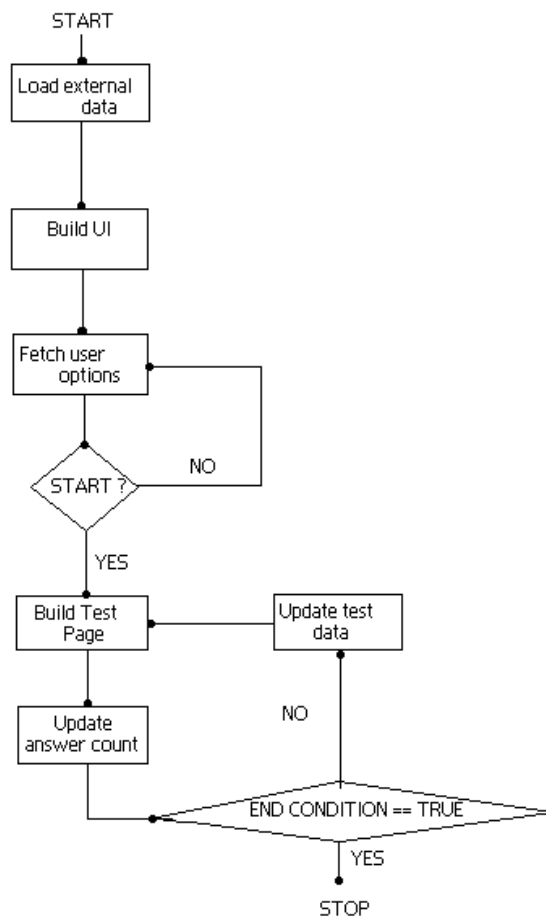 START
Load external
data
Build UI
Fetch user
options
NO
START ?
YES
Build Test
Page
Update test
data
Update
answer count
NO
END CONDITION == TRUE
YES
STOP